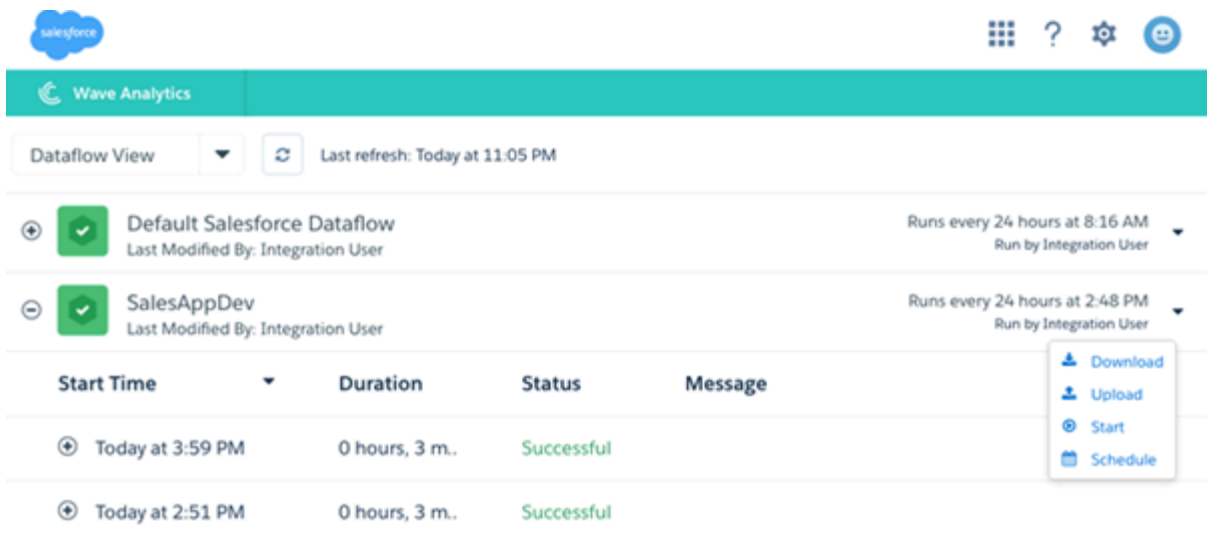 salesforce
?
Wave Analytics
Dataflow View
Last refresh: Today at 11:05 PM
Default Salesforce Dataflow
Runs every 24 hours at 8:16 AM
Last Modified By: Integration User
Run by Integration User
SalesAppDev
Runs every 24 hours at 2:48 PM
Last Modified By: Integration User
Run by Integration User
Download
Upload
Start
Schedule
Start Time Duration Status Message
Today at 3:59 PM 0 hours, 3 m.. Successful
Today at 2:51 PM 0 hours, 3 m.. Successful